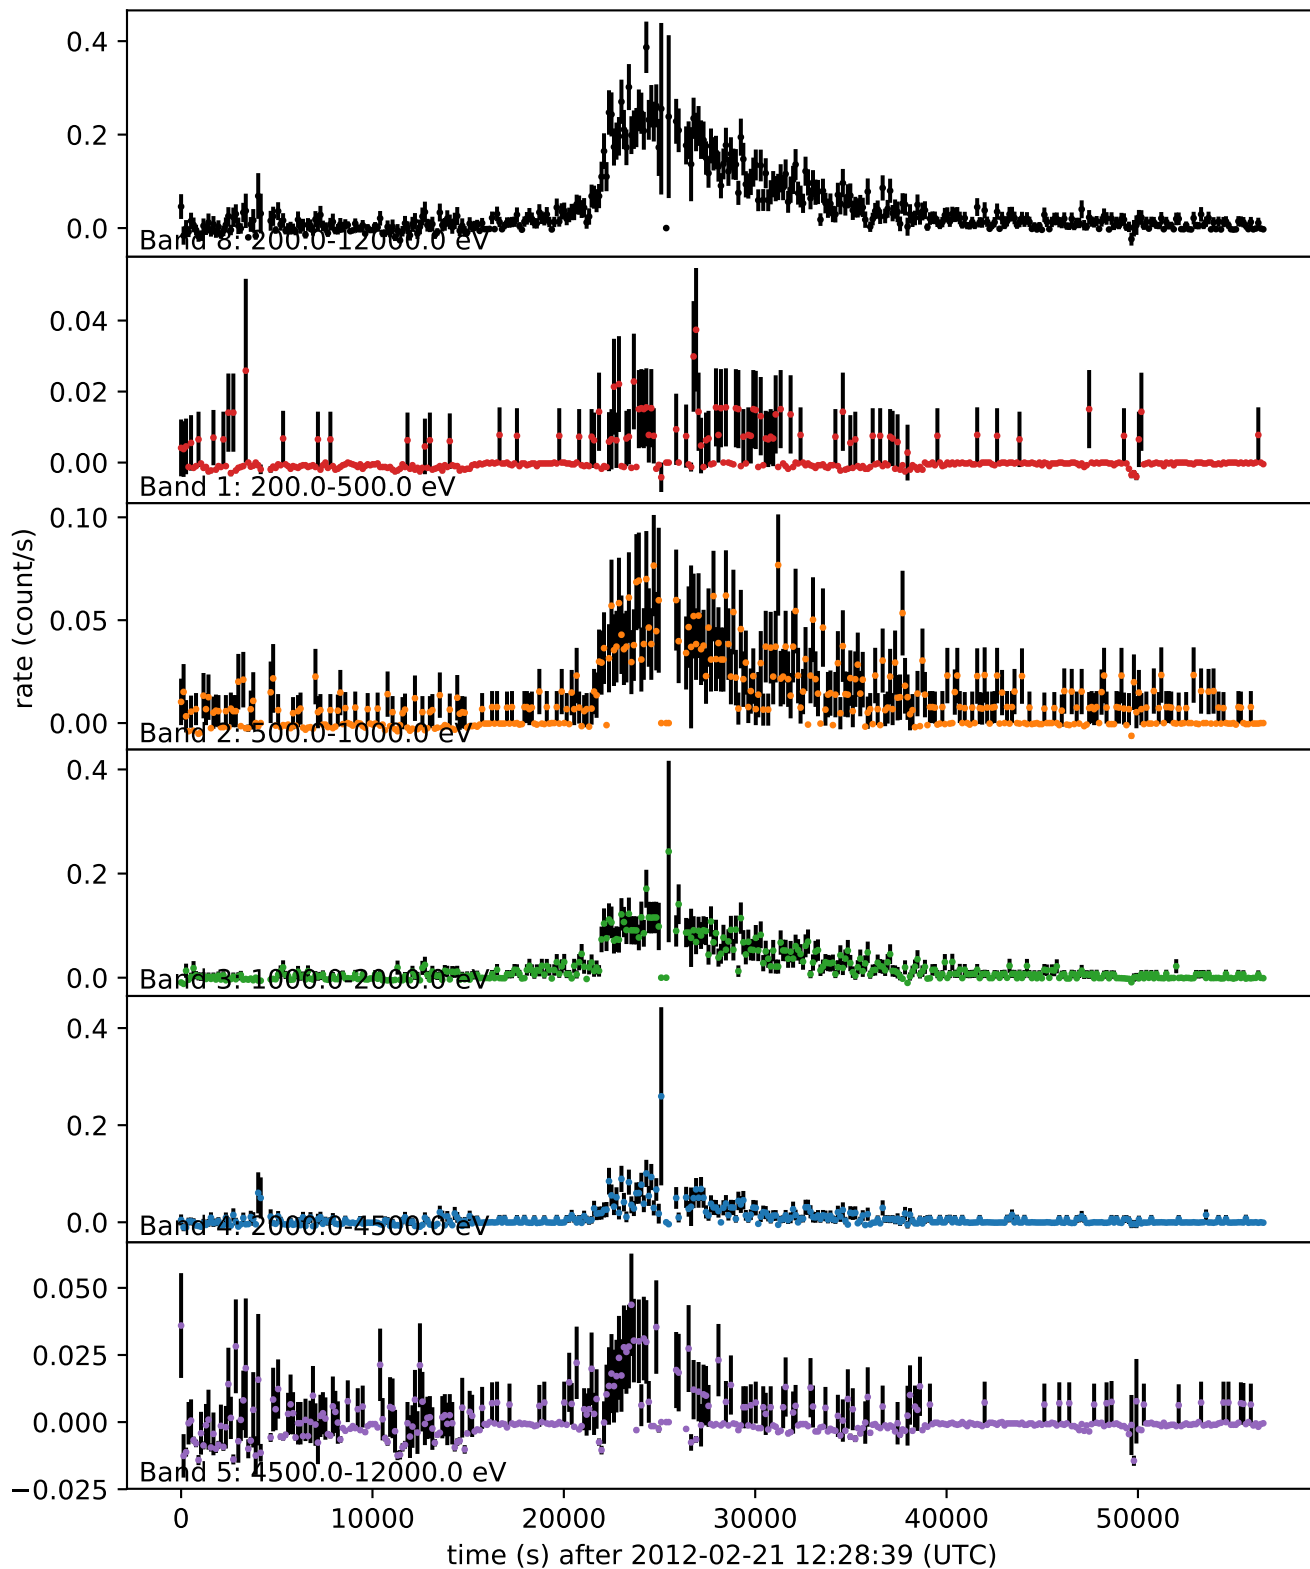 0.4
0.2
0.0
Band 8: 200.0-12000.0 eV
0.04
0.02
0.00
Band 1: 200.0-500.0 eV
rate (count/s)
0.10
0.05
0.00
Band 2: 500.0-1000.0 eV
0.4
0.2
0.0
Band 3: 1000.0-2000.0 eV
0.4
0.2
0.0
Band 4: 2000.0-4500.0 eV
0.050
0.025
0.000
−0.025
Band 5: 4500.0-12000.0 eV
0 10000 20000 30000 40000 50000
time (s) after 2012-02-21 12:28:39 (UTC)